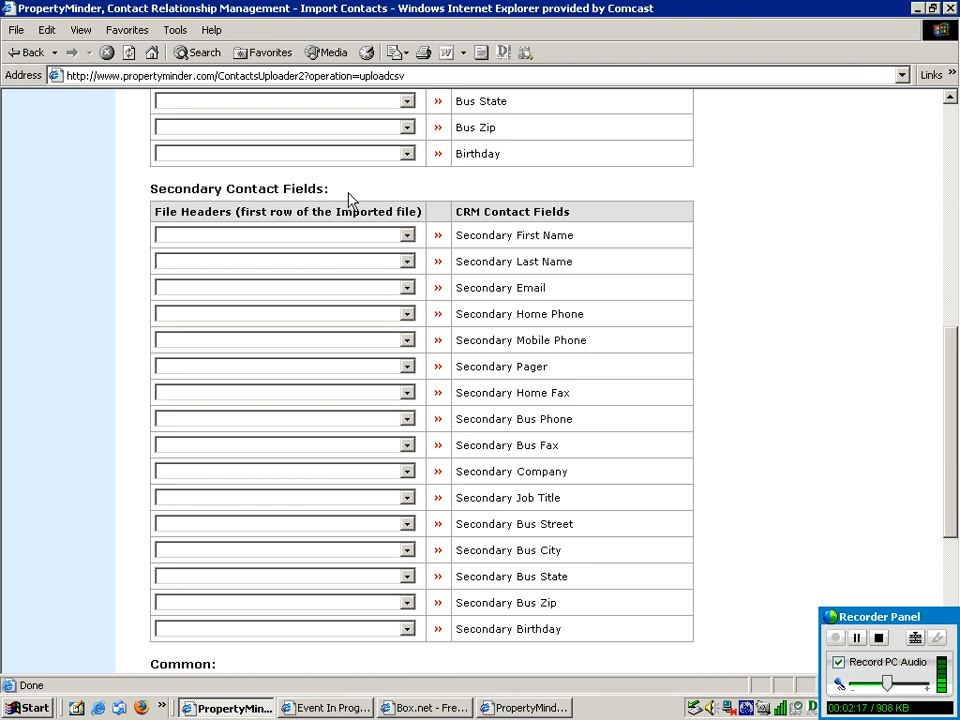 PropertyMinder, Contact Relationship Management - Import Contacts - Windows Internet Explorer provided by Comcast
File Edit View Favorites Tools Help
Back Search Favorites Media
Address http://www.propertyminder.com/ContactsUploader2?operation=uploadcsv Links »
» Bus State
» Bus Zip
» Birthday
Secondary Contact Fields:
File Headers (first row of the Imported file) CRM Contact Fields
» Secondary First Name
» Secondary Last Name
» Secondary Email
» Secondary Home Phone
» Secondary Mobile Phone
» Secondary Pager
» Secondary Home Fax
» Secondary Bus Phone
» Secondary Bus Fax
» Secondary Company
» Secondary Job Title
» Secondary Bus Street
» Secondary Bus City
» Secondary Bus State
» Secondary Bus Zip
» Secondary Birthday
Common:
Recorder Panel
Record PC Audio
- +
00:02:17 / 908 KB
Done
Start » PropertyMin... Event In Prog... Box.net - Fre... PropertyMind...